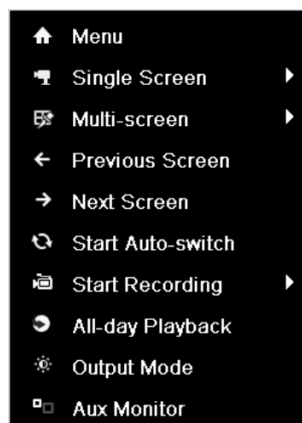 Menu
Single Screen
Multi-screen
Previous Screen
Next Screen
Start Auto-switch
Start Recording
All-day Playback
Output Mode
Aux Monitor